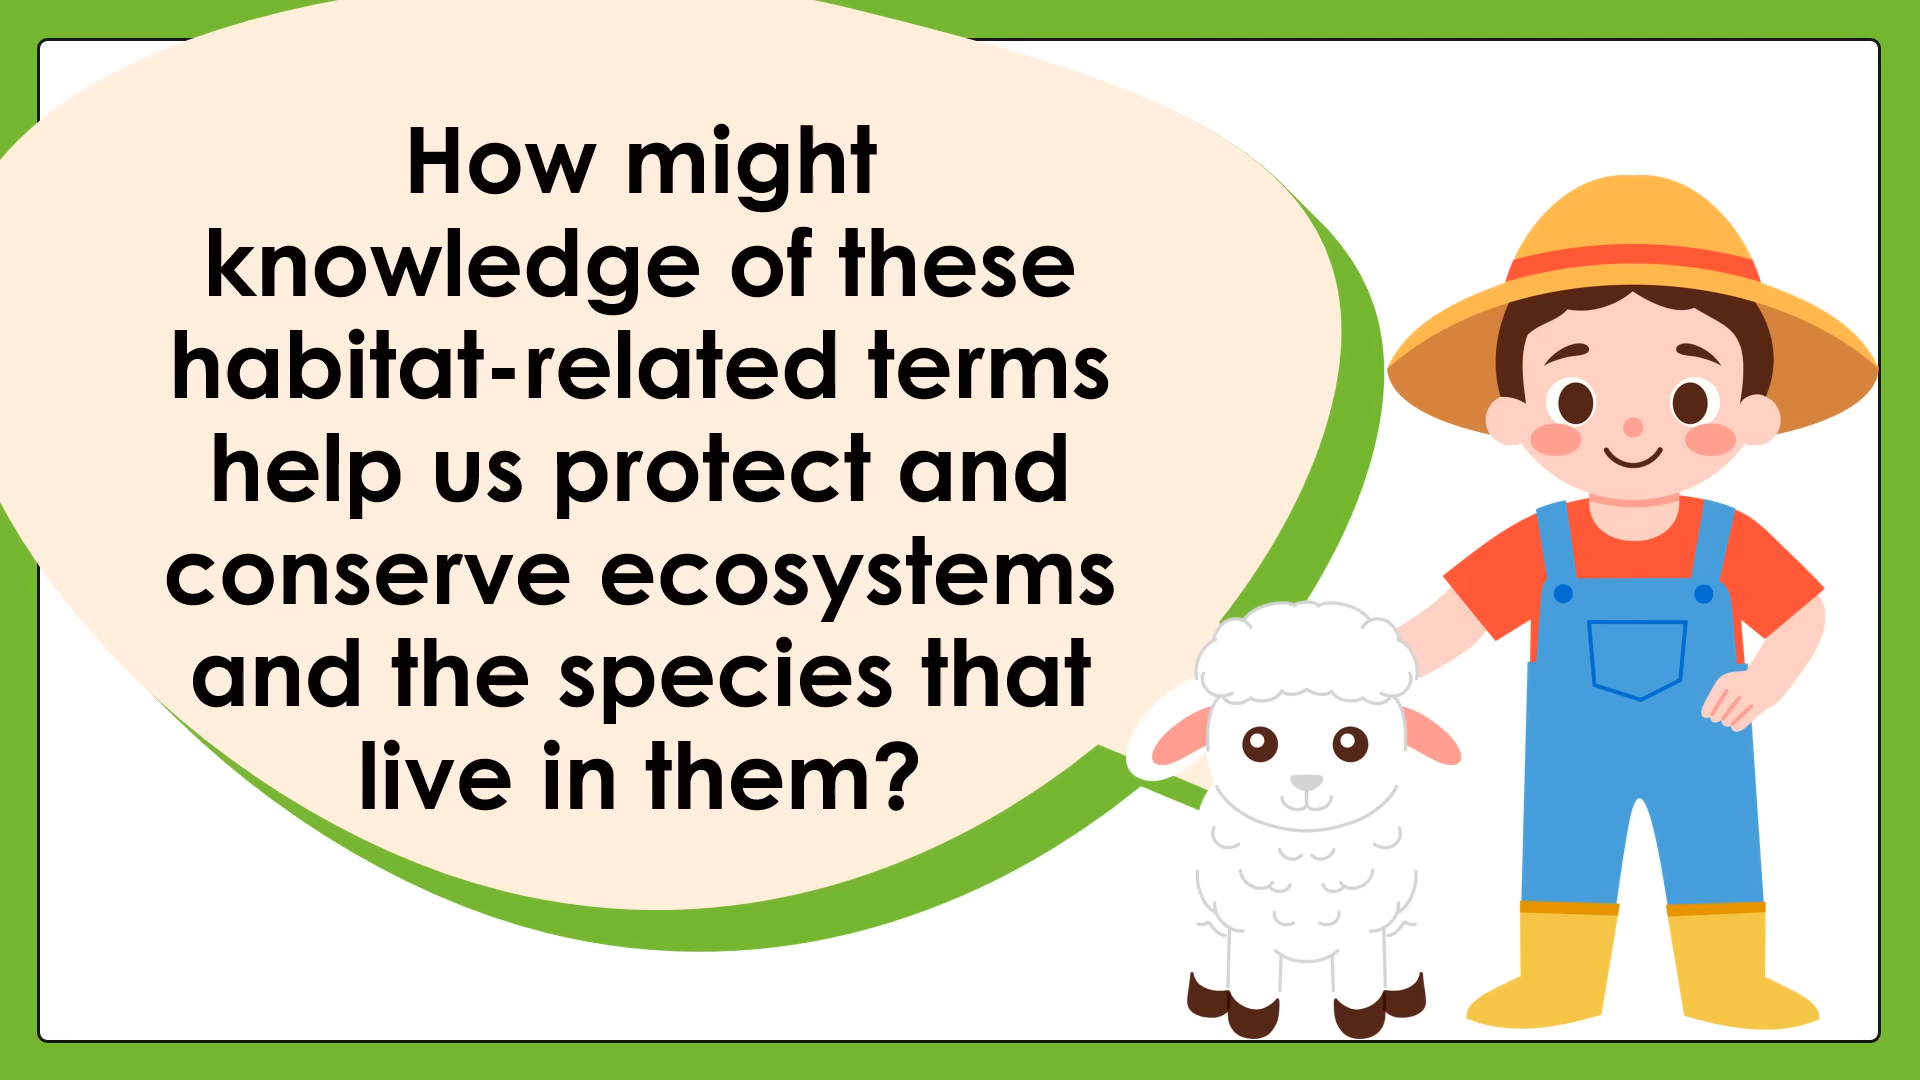 How might
knowledge of these
habitat-related terms
help us protect and
conserve ecosystems
and the species that
live in them?